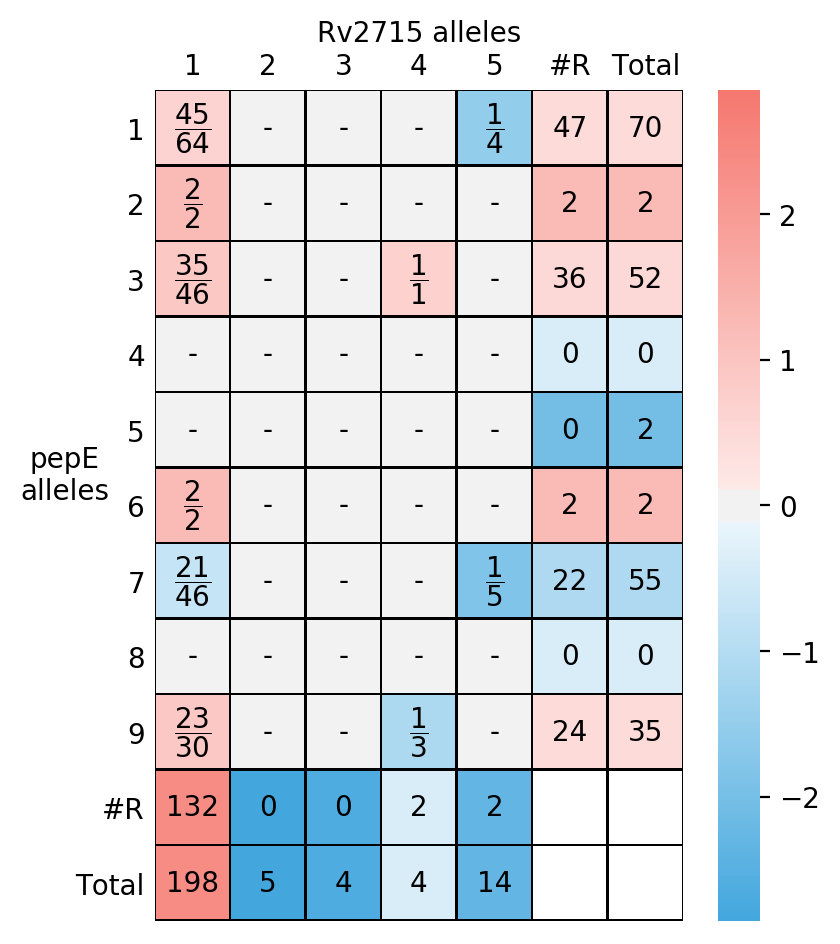 Rv2715 alleles
1 2 3 4 5 #R Total
1 45/64 - - - 1/4 47 70
2 2/2 - - - - 2 2
3 35/46 - - 1/1 - 36 52
4 - - - - - 0 0
5 - - - - - 0 2
pepE
alleles
6 2/2 - - - - 2 2
7 21/46 - - - 1/5 22 55
8 - - - - - 0 0
9 23/30 - - 1/3 - 24 35
#R 132 0 0 2 2
Total 198 5 4 4 14
2
1
0
−1
−2